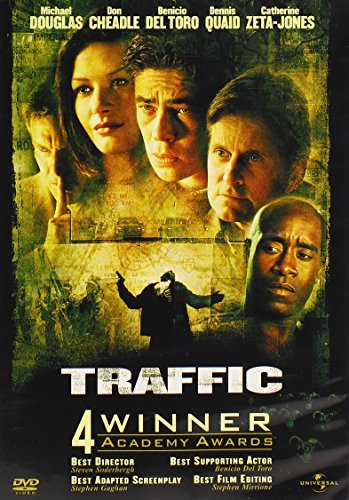 Michael Don Benicio Dennis Catherine
DOUGLAS CHEADLE DEL TORO QUAID ZETA-JONES
TRAFFIC
4 WINNER
ACADEMY AWARDS
BEST DIRECTOR BEST SUPPORTING ACTOR
Steven Soderbergh Benicio Del Toro
BEST ADAPTED SCREENPLAY BEST FILM EDITING
Stephen Gaghan Stephen Mirrione
DVD
VIDEO
UNIVERSAL